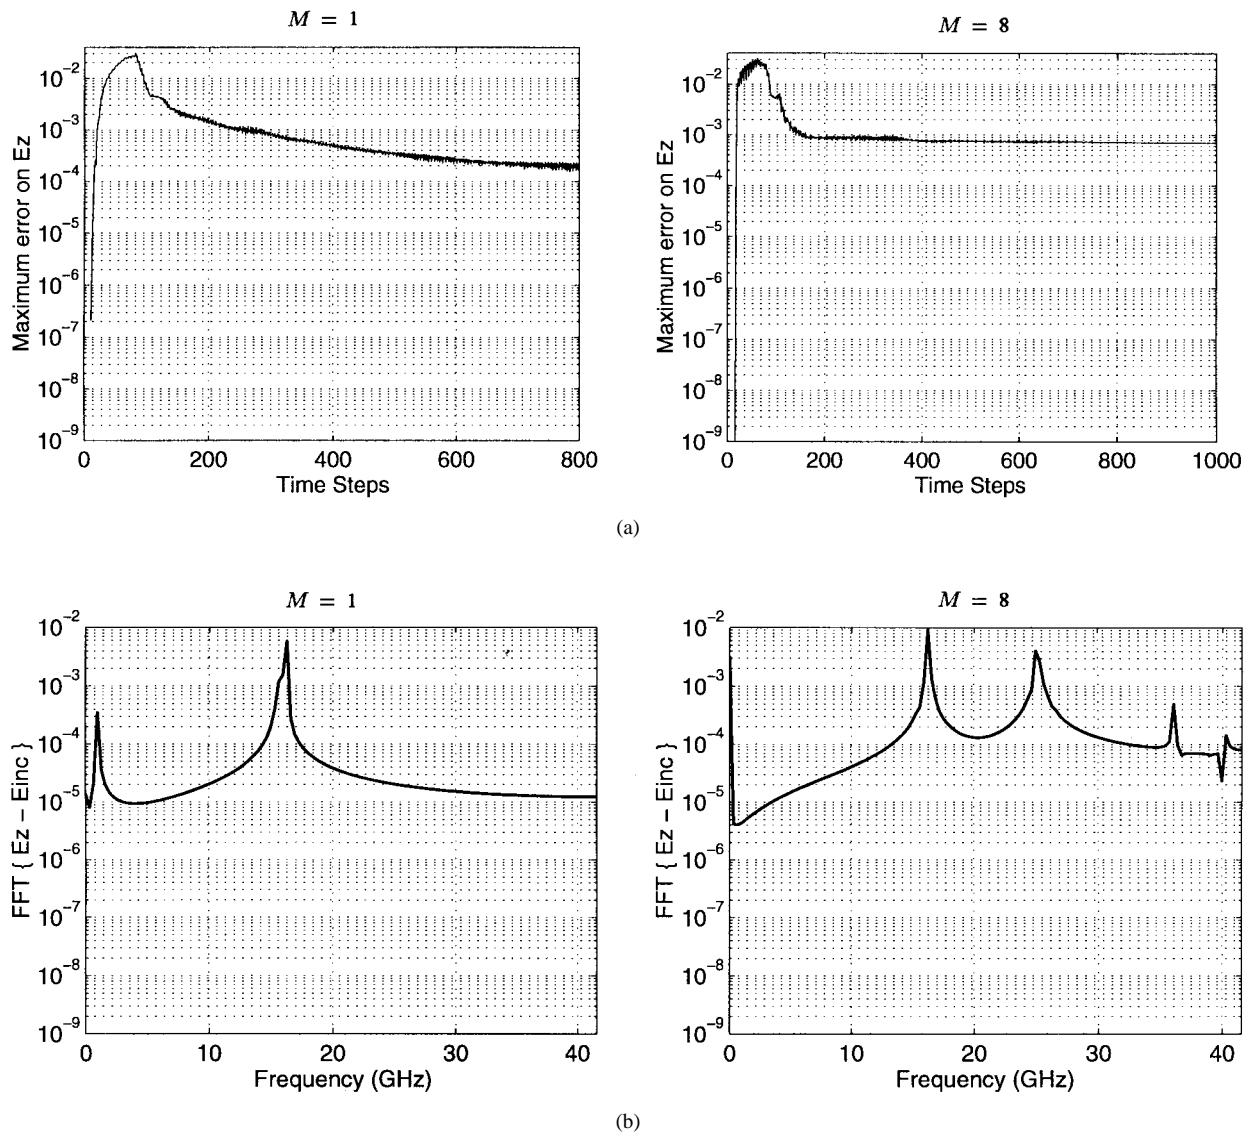 M = 1
Maximum error on Ez
10^-2
10^-3
10^-4
10^-5
10^-6
10^-7
10^-8
10^-9
0 200 400 600 800
Time Steps
M = 8
Maximum error on Ez
10^-2
10^-3
10^-4
10^-5
10^-6
10^-7
10^-8
10^-9
0 200 400 600 800 1000
Time Steps
(a)
M = 1
FFT { Ez – Einc }
10^-2
10^-3
10^-4
10^-5
10^-6
10^-7
10^-8
10^-9
0 10 20 30 40
Frequency (GHz)
M = 8
FFT { Ez – Einc }
10^-2
10^-3
10^-4
10^-5
10^-6
10^-7
10^-8
10^-9
0 10 20 30 40
Frequency (GHz)
(b)